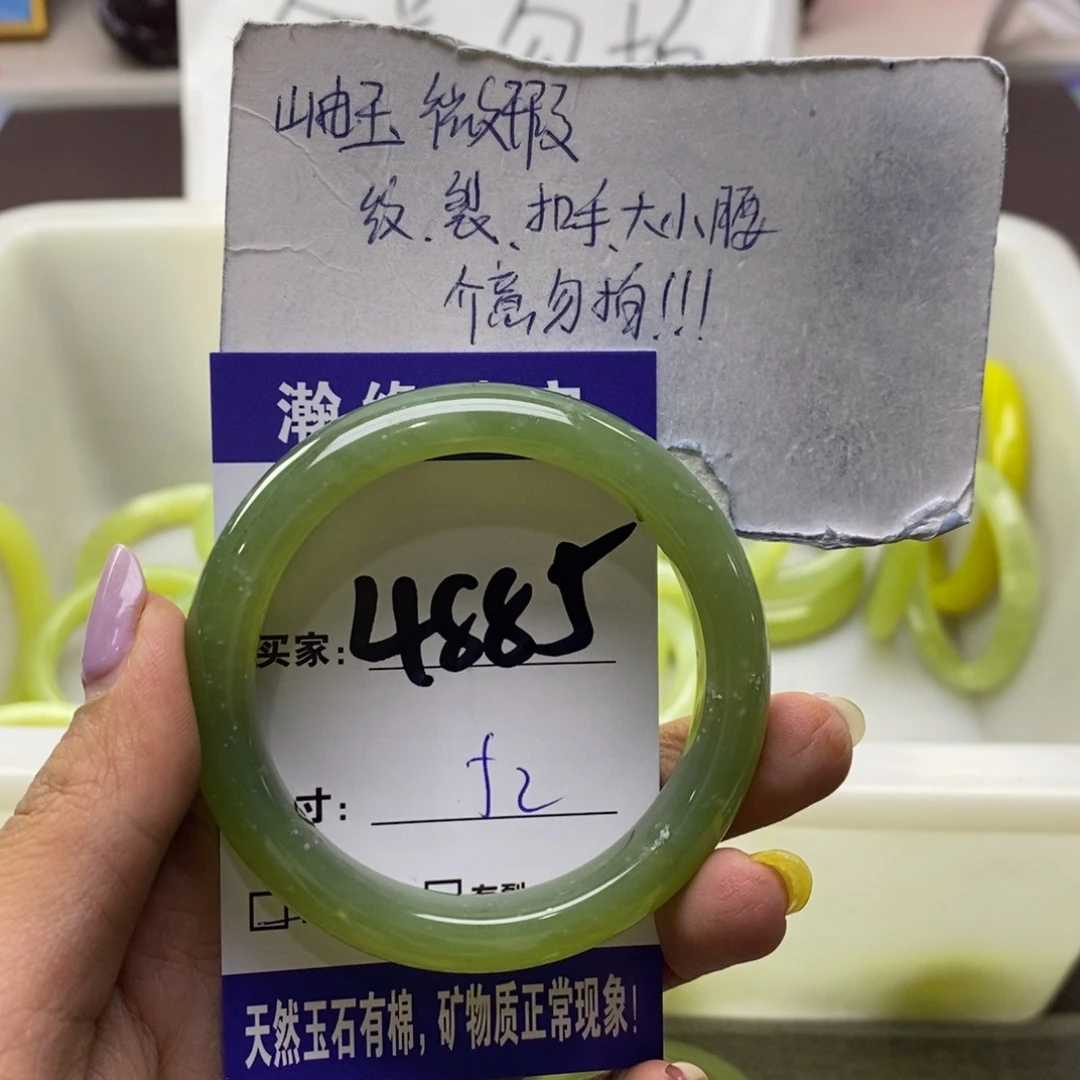 岫玉 微瑕
纹、裂、扣手、大小腰
介意勿拍!!!
瀚
买家: 4885
寸: 52
天然玉石有棉, 矿物质正常现象!